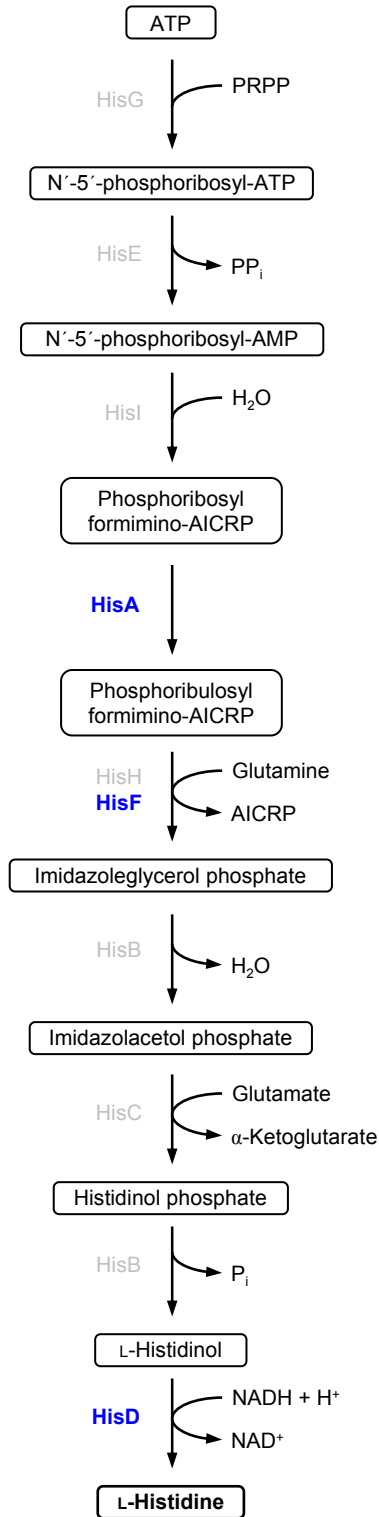 ATP
HisG
PRPP
N´-5´-phosphoribosyl-ATP
HisE
PPi
N´-5´-phosphoribosyl-AMP
HisI
H2O
Phosphoribosyl
formimino-AICRP
HisA
Phosphoribulosyl
formimino-AICRP
HisH
Glutamine
HisF
AICRP
Imidazoleglycerol phosphate
HisB
H2O
Imidazolacetol phosphate
HisC
Glutamate
α-Ketoglutarate
Histidinol phosphate
HisB
Pi
L-Histidinol
HisD
NADH + H+
NAD+
L-Histidine